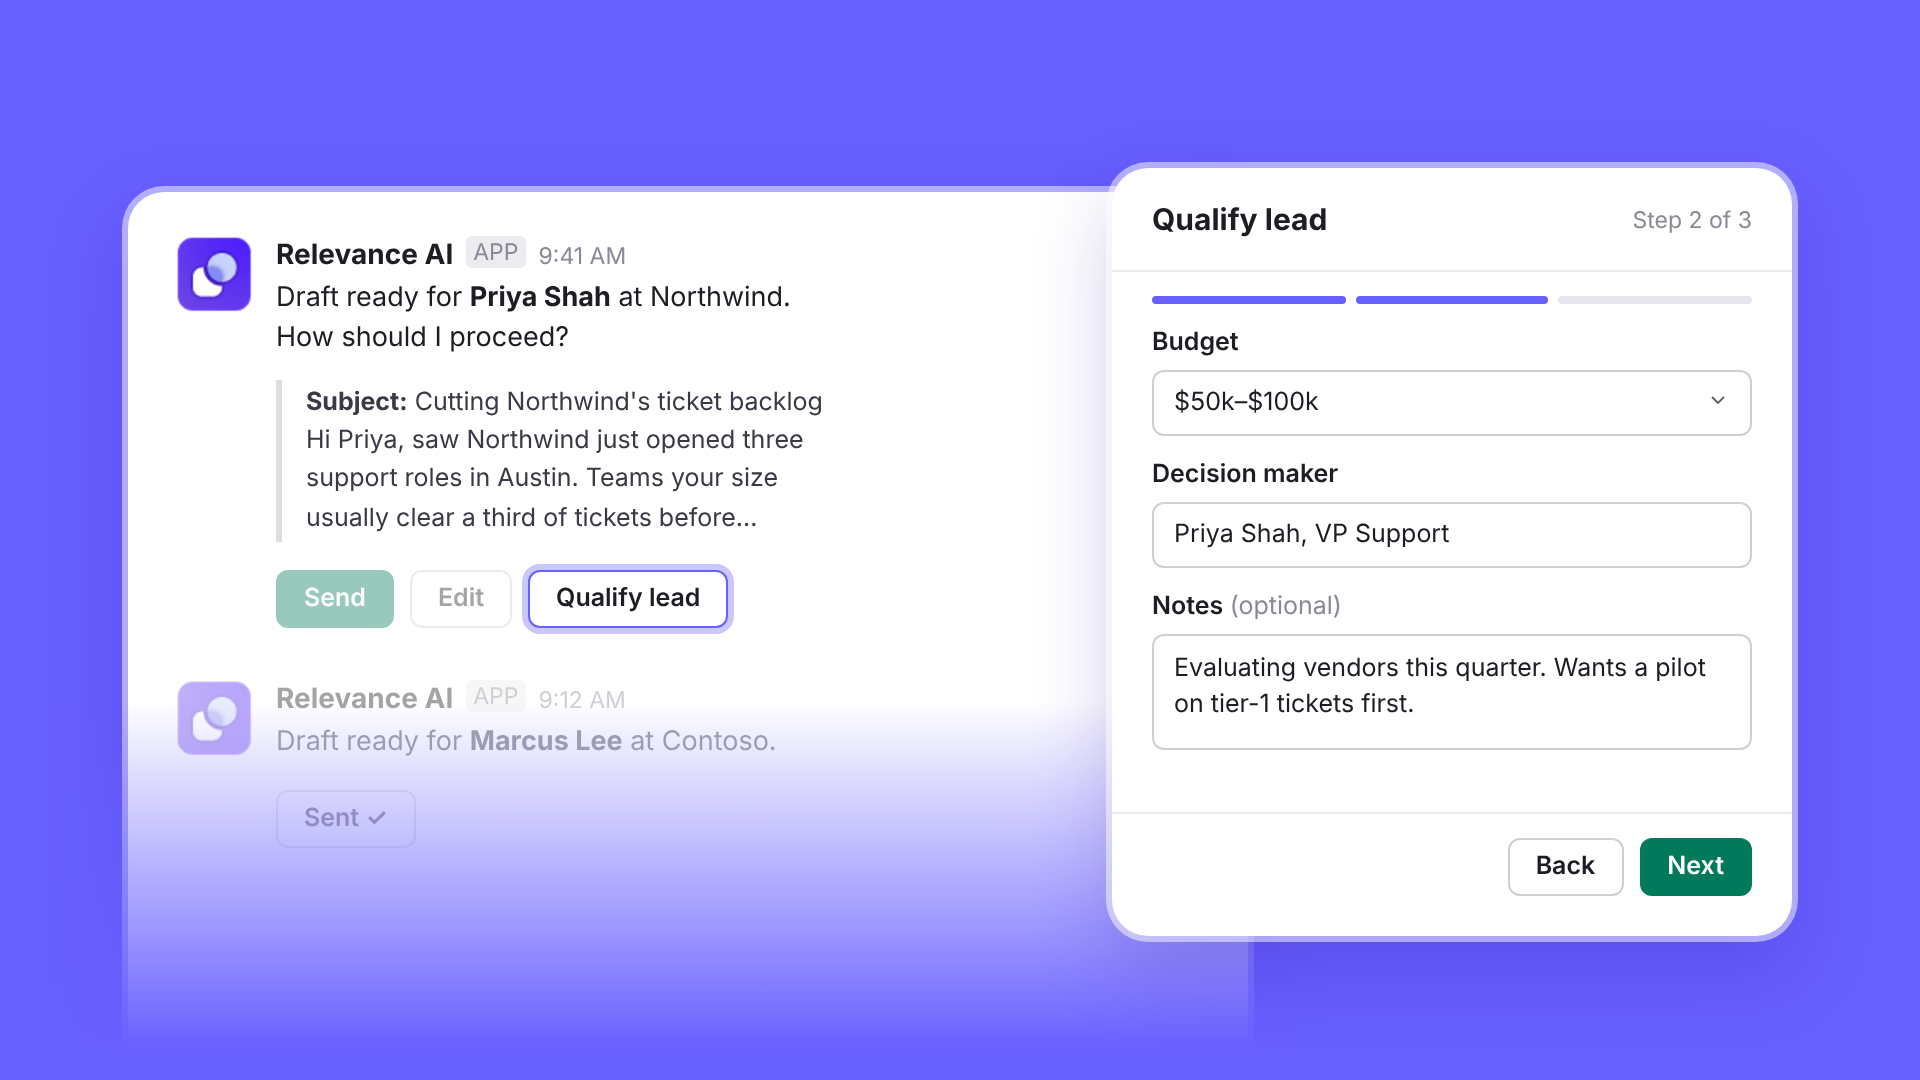 Relevance AI APP 9:41 AM
Draft ready for Priya Shah at Northwind.
How should I proceed?
Subject: Cutting Northwind's ticket backlog
Hi Priya, saw Northwind just opened three
support roles in Austin. Teams your size
usually clear a third of tickets before...
Send Edit Qualify lead
Relevance AI APP 9:12 AM
Draft ready for Marcus Lee at Contoso.
Sent ✓
Qualify lead Step 2 of 3
Budget
$50k–$100k
Decision maker
Priya Shah, VP Support
Notes (optional)
Evaluating vendors this quarter. Wants a pilot
on tier-1 tickets first.
Back Next